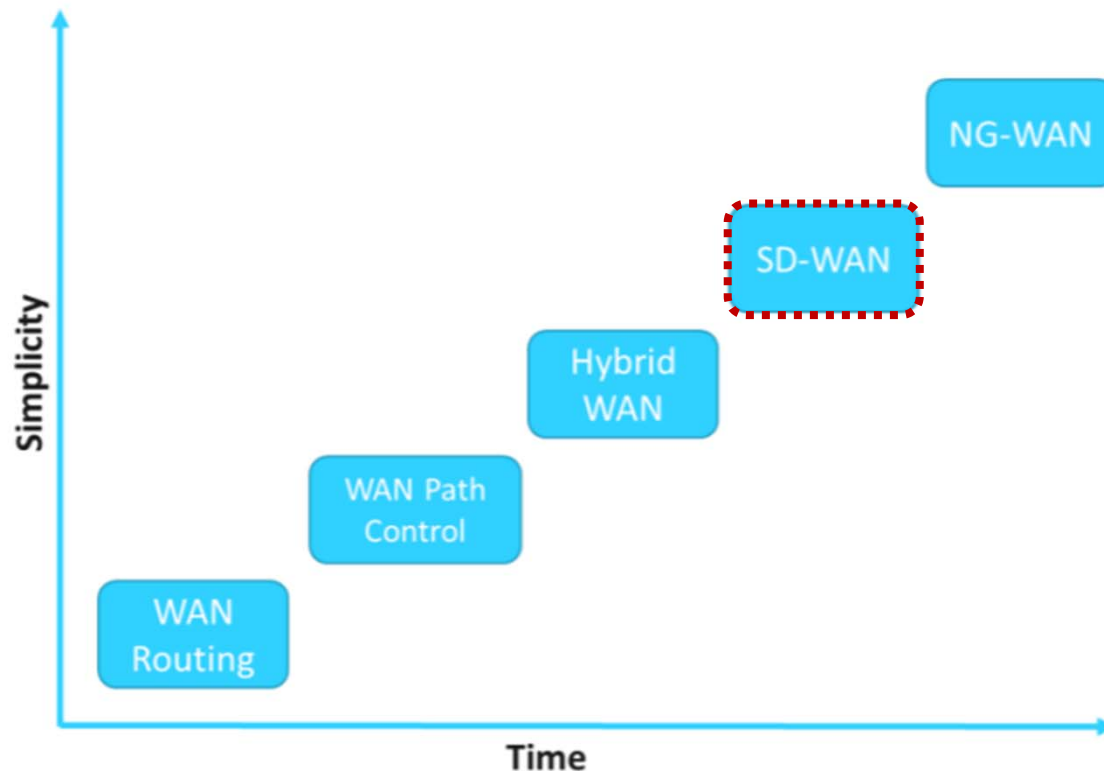 NG-WAN
SD-WAN
Hybrid
WAN
WAN Path
Control
WAN
Routing
Simplicity
Time